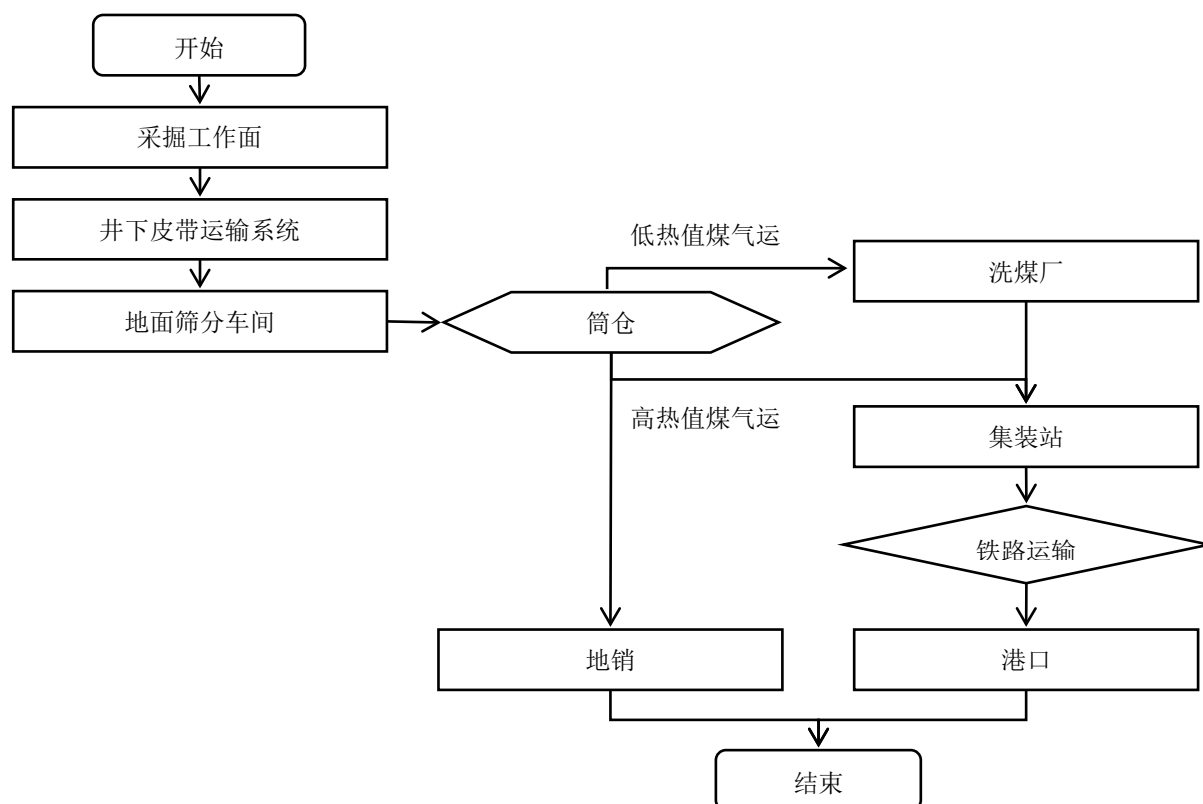 开始
采掘工作面
井下皮带运输系统
地面筛分车间
筒仓
低热值煤气运
洗煤厂
高热值煤气运
集装站
铁路运输
地销
港口
结束